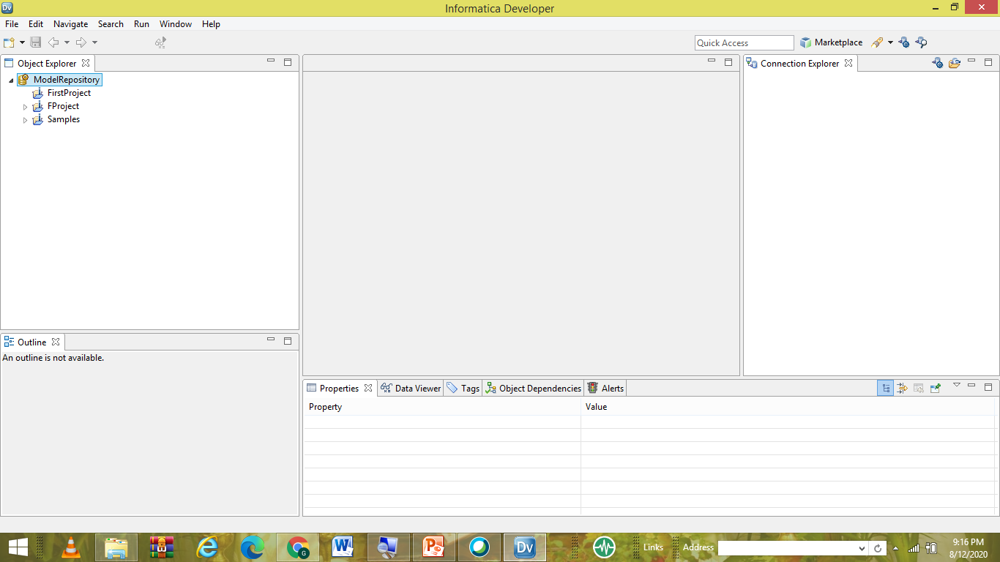 Dv
Informatica Developer
File Edit Navigate Search Run Window Help
Quick Access
Marketplace
Object Explorer
ModelRepository
FirstProject
FProject
Samples
Connection Explorer
Outline
An outline is not available.
Properties Data Viewer Tags Object Dependencies Alerts
Property Value
G
Dv
Links
Address
9:16 PM
8/12/2020